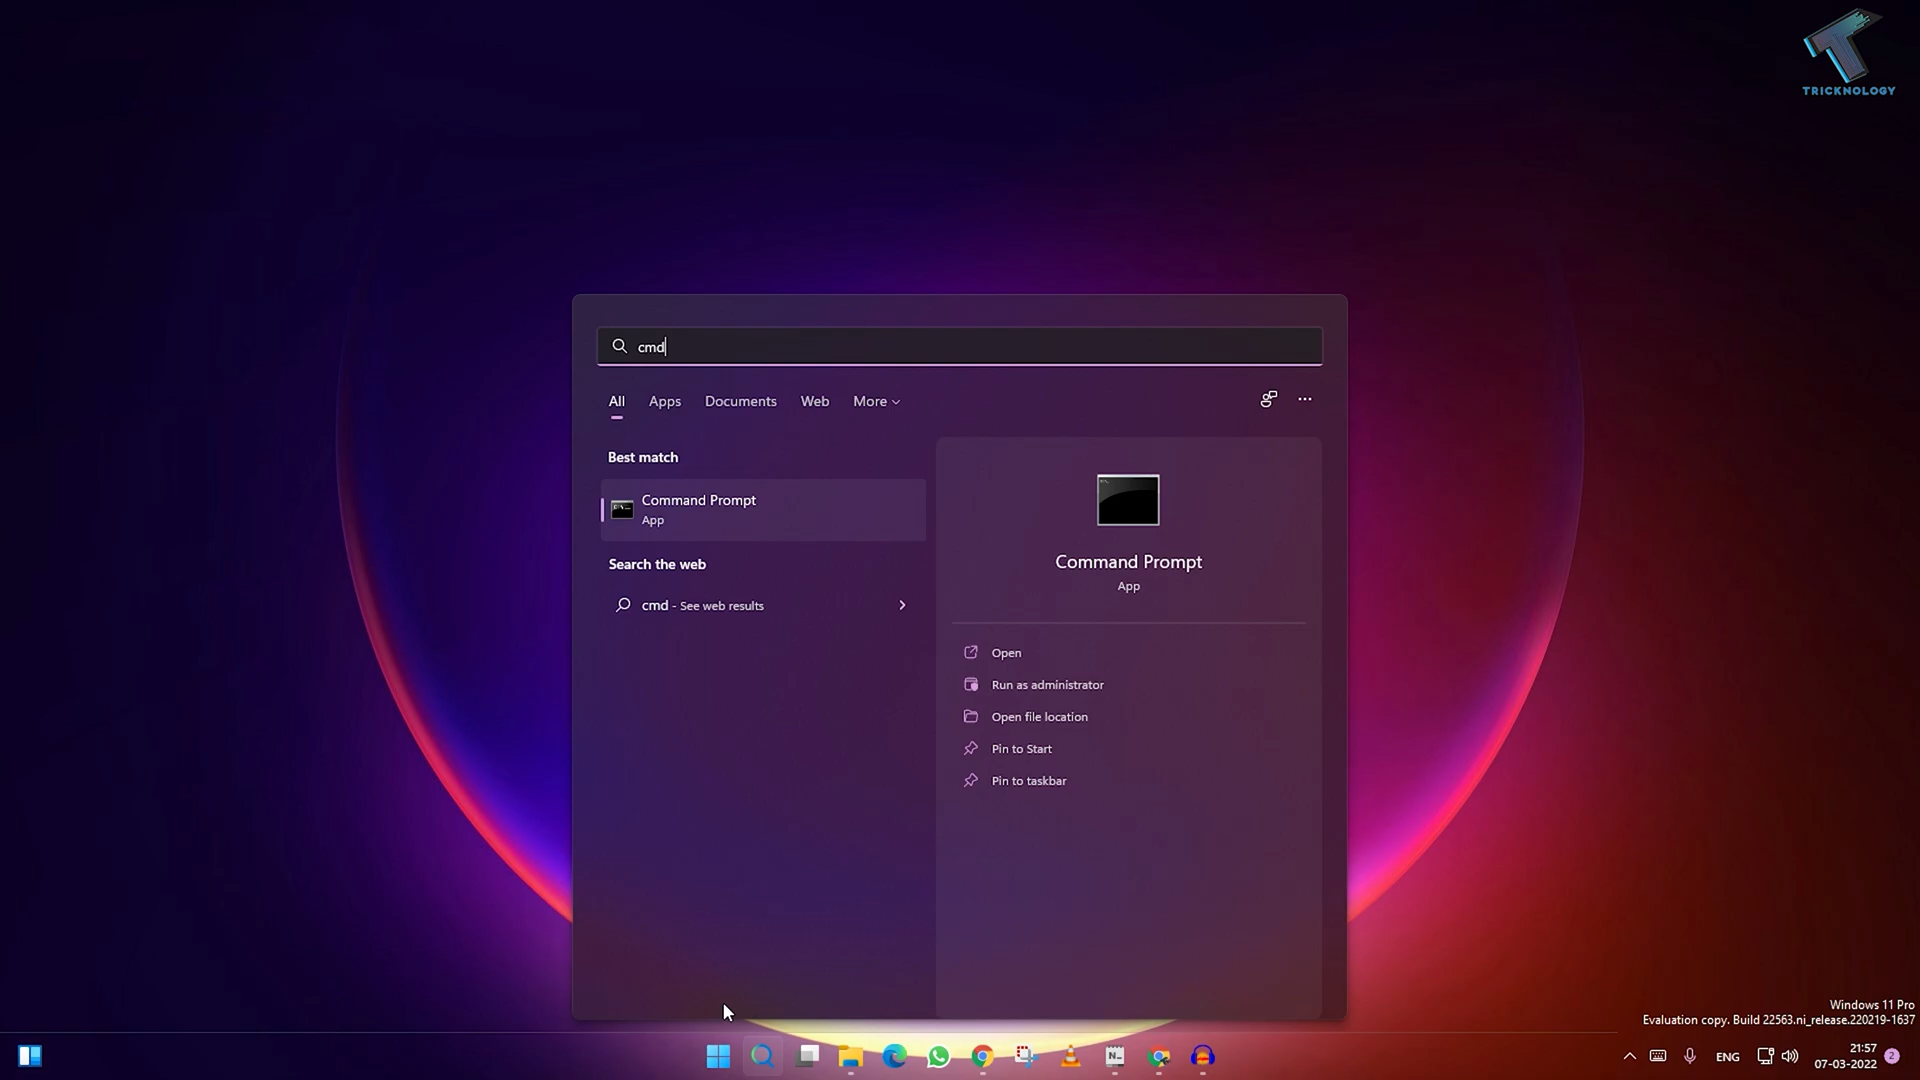 TRICKNOLOGY
cmd
All Apps Documents Web More
Best match
Command Prompt
App
Search the web
cmd - See web results
Command Prompt
App
Open
Run as administrator
Open file location
Pin to Start
Pin to taskbar
Windows 11 Pro
Evaluation copy. Build 22563.ni_release.220219-1637
ENG
21:57
07-03-2022
2